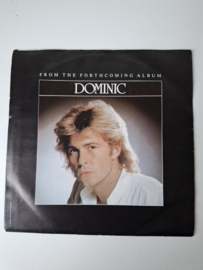 FROM THE FORTHCOMING ALBUM
DOMINIC